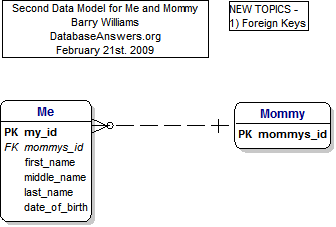 Second Data Model for Me and Mommy
Barry Williams
DatabaseAnswers.org
February 21st. 2009
NEW TOPICS -
1) Foreign Keys
Me
PK my_id
FK mommys_id
first_name
middle_name
last_name
date_of_birth
Mommy
PK mommys_id